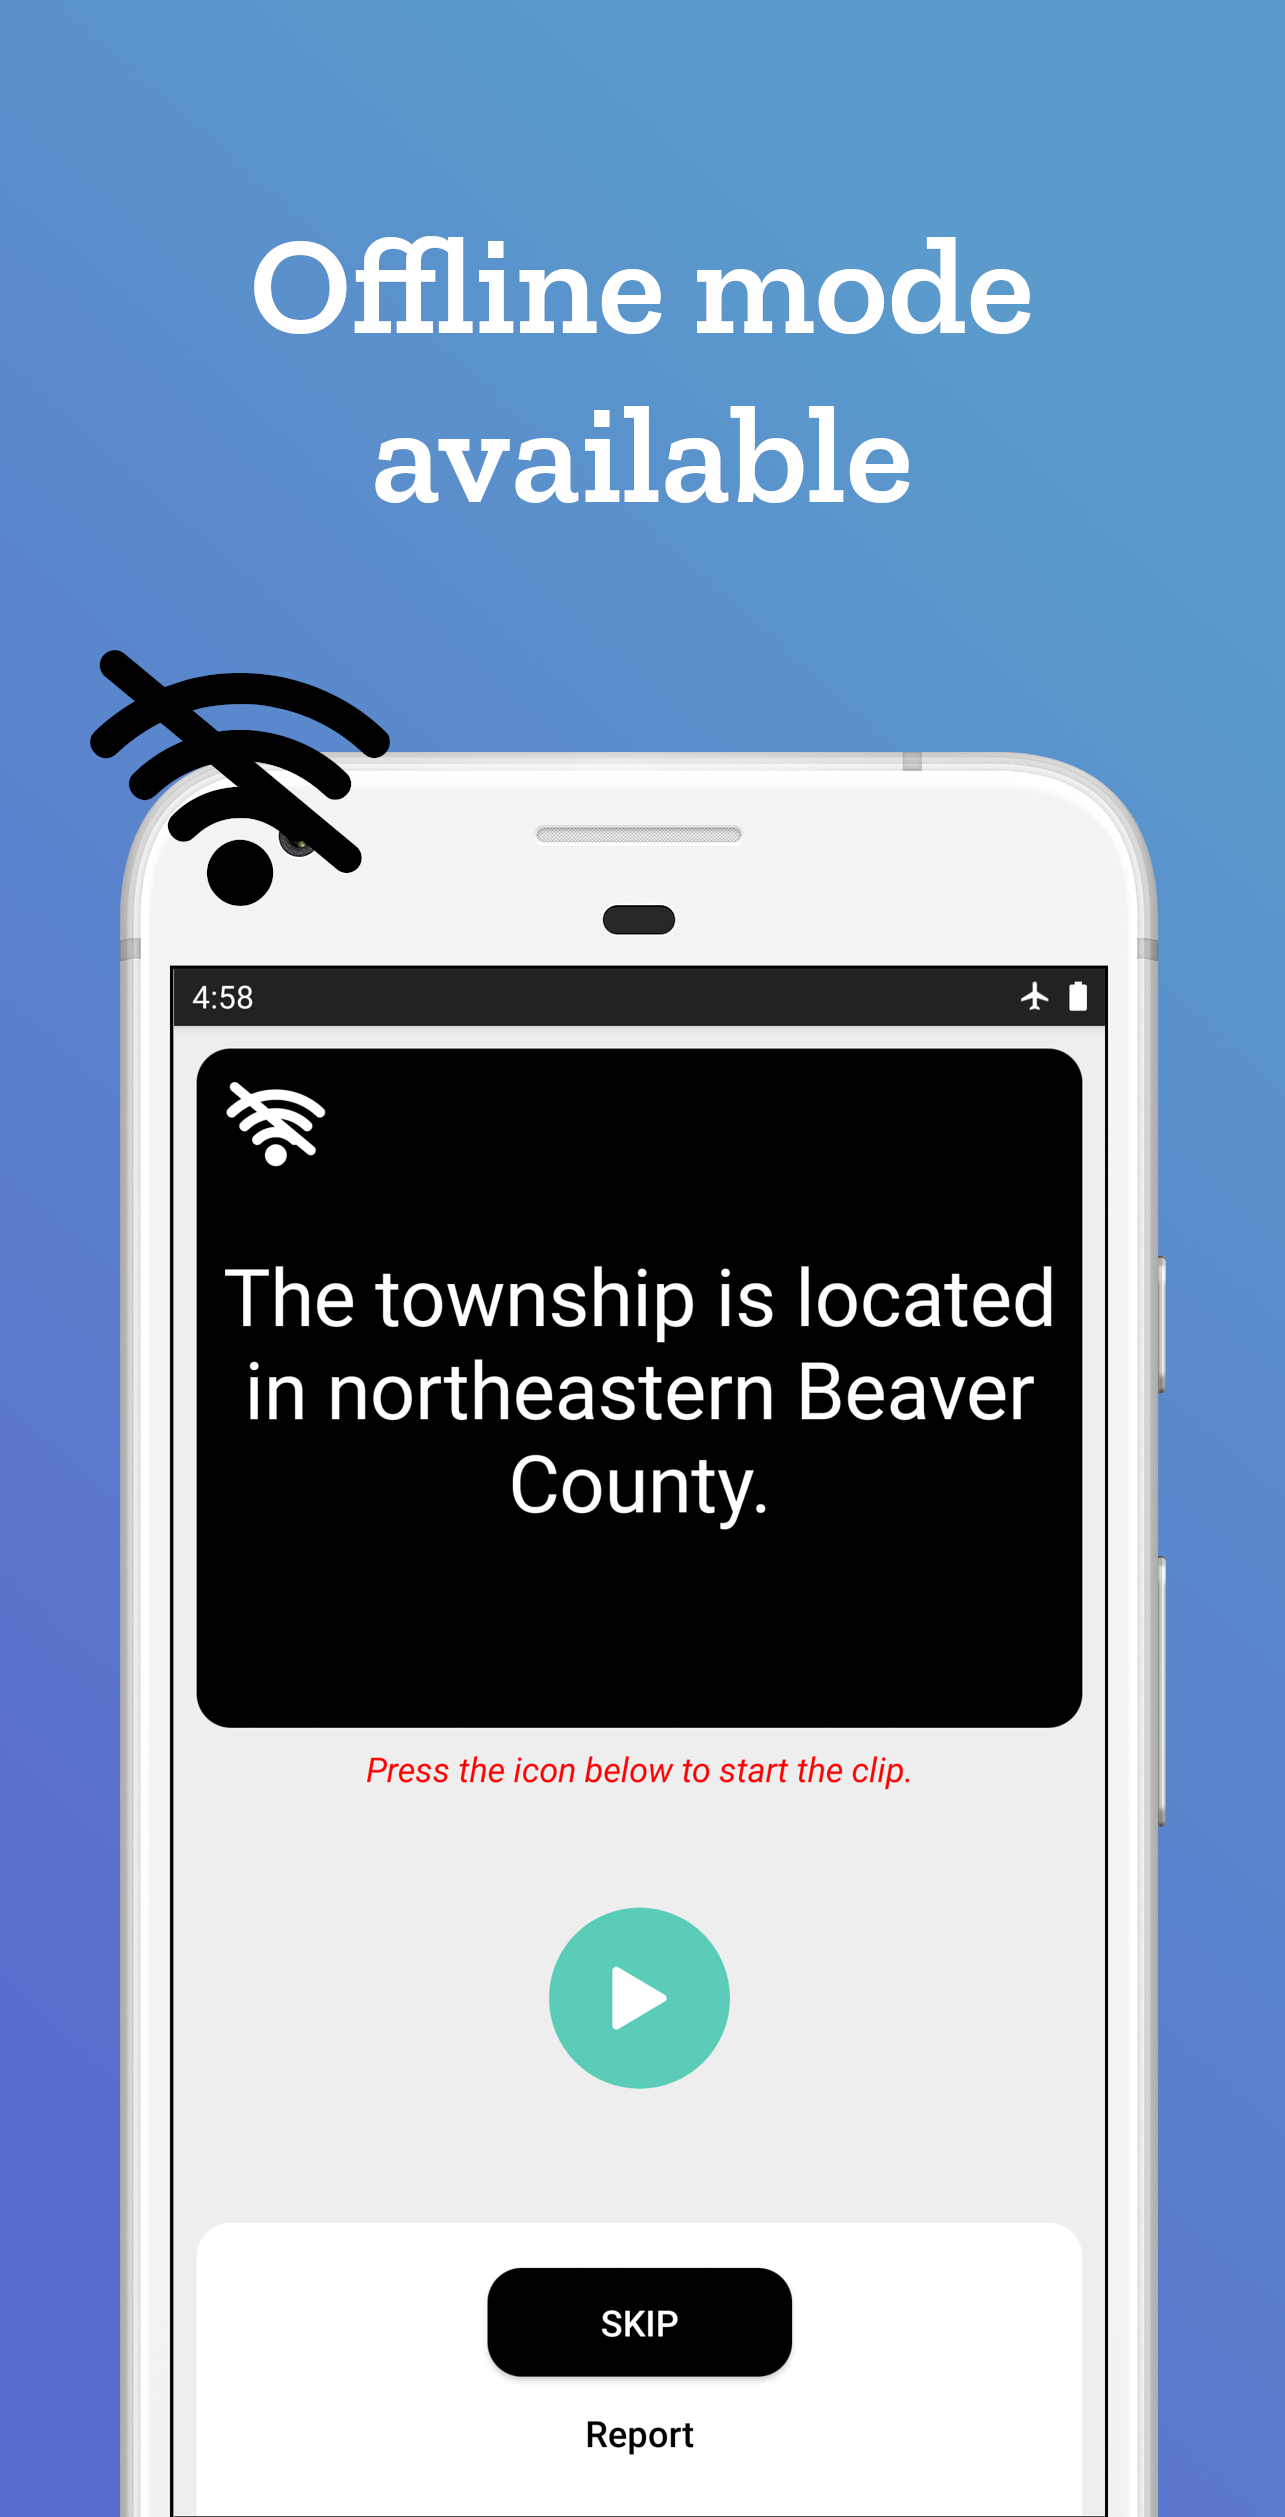 Offline mode
available
4:58
The township is located
in northeastern Beaver
County.
Press the icon below to start the clip.
SKIP
Report